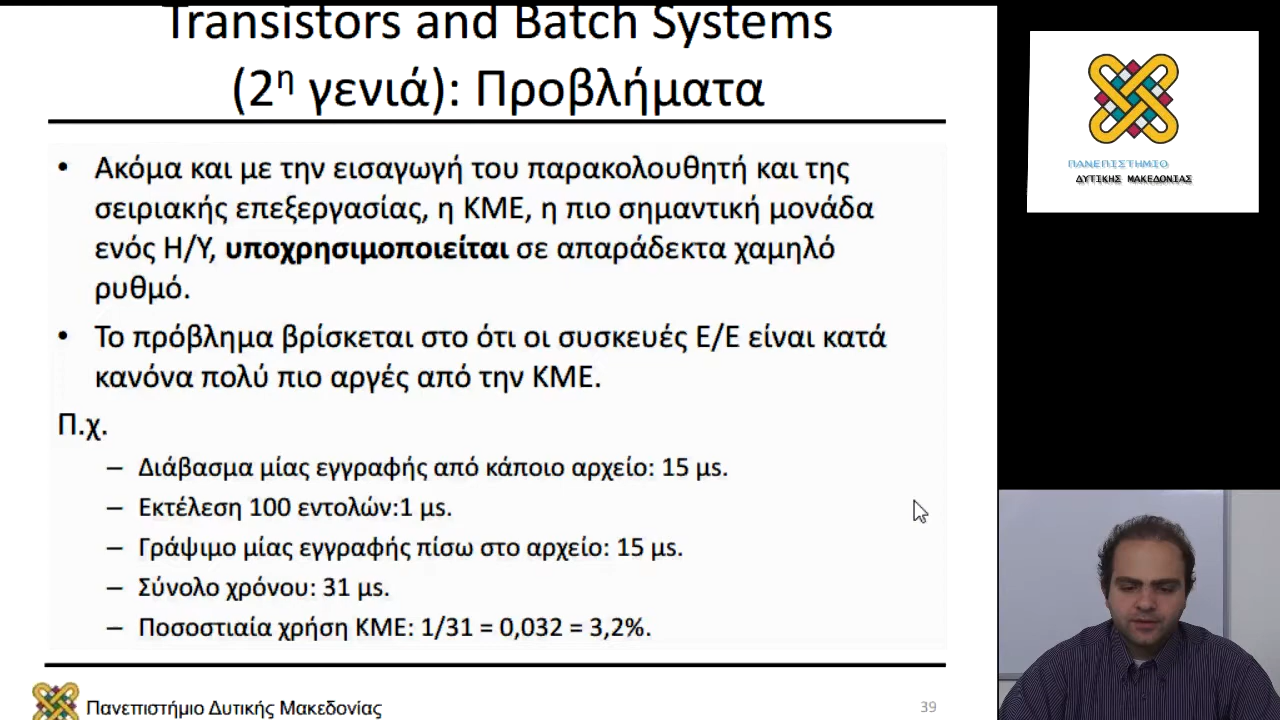 Transistors and Batch Systems
(2η γενιά): Προβλήματα
• Ακόμα και με την εισαγωγή του παρακολουθητή και της
σειριακής επεξεργασίας, η ΚΜΕ, η πιο σημαντική μονάδα
ενός Η/Υ, υποχρησιμοποιείται σε απαράδεκτα χαμηλό
ρυθμό.
• Το πρόβλημα βρίσκεται στο ότι οι συσκευές Ε/Ε είναι κατά
κανόνα πολύ πιο αργές από την ΚΜΕ.
Π.χ.
– Διάβασμα μίας εγγραφής από κάποιο αρχείο: 15 μs.
– Εκτέλεση 100 εντολών:1 μs.
– Γράψιμο μίας εγγραφής πίσω στο αρχείο: 15 μs.
– Σύνολο χρόνου: 31 μs.
– Ποσοστιαία χρήση ΚΜΕ: 1/31 = 0,032 = 3,2%.
Πανεπιστήμιο Δυτικής Μακεδονίας
39
ΠΑΝΕΠΙΣΤΗΜΙΟ
ΔΥΤΙΚΗΣ ΜΑΚΕΔΟΝΙΑΣ